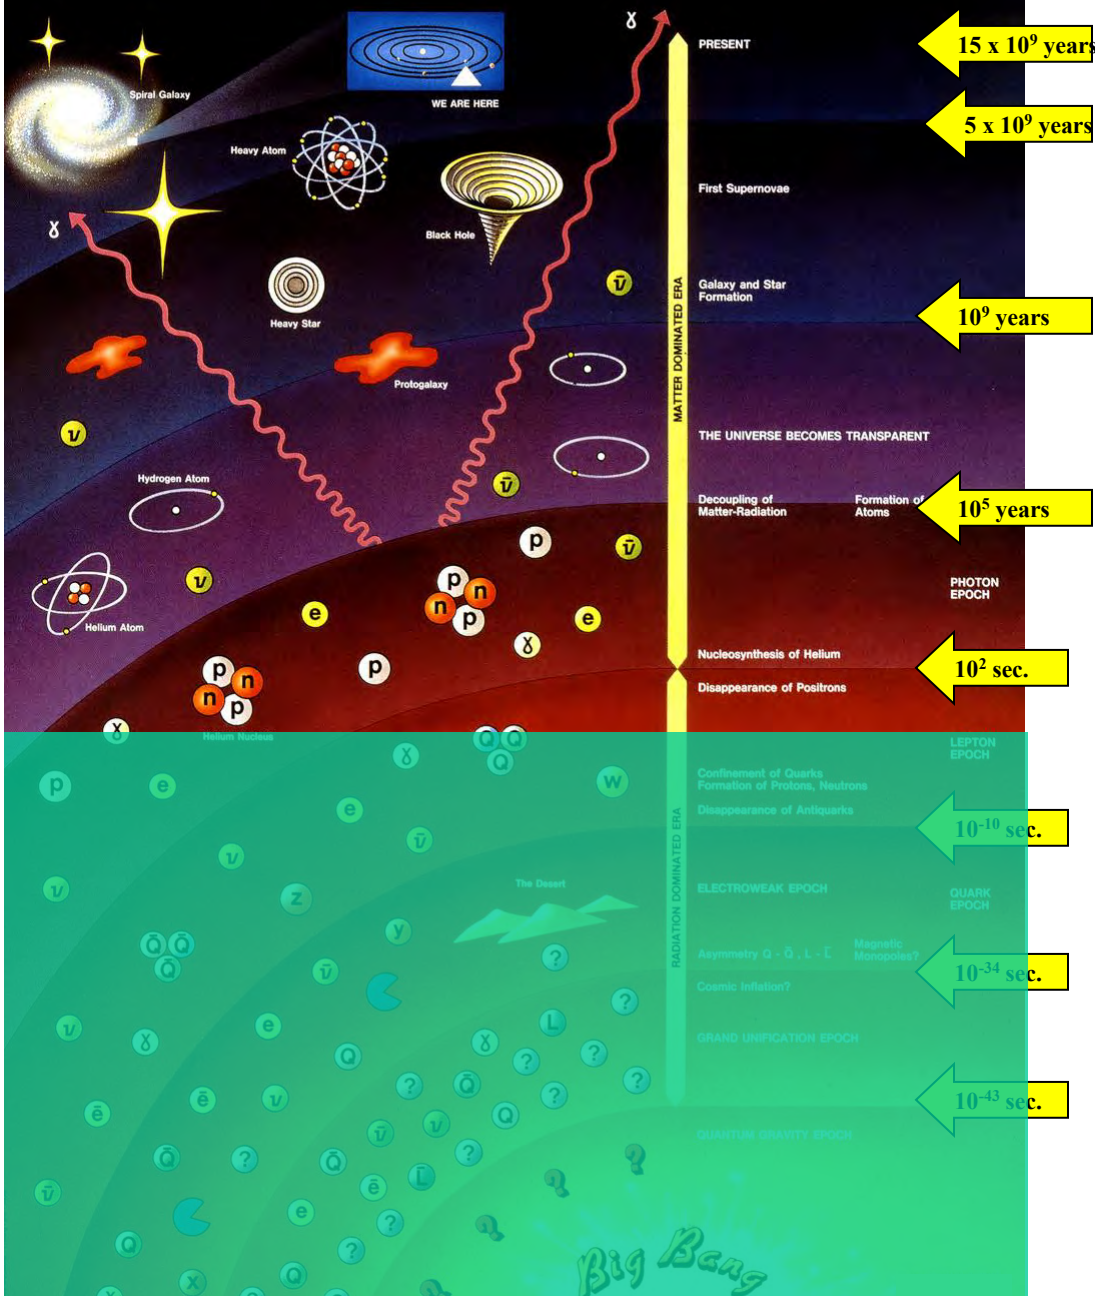 ɣ
PRESENT
15 x 10⁹ years
Spiral Galaxy
WE ARE HERE
5 x 10⁹ years
Heavy Atom
First Supernovae
ɣ
Black Hole
ν̄
Galaxy and Star
Formation
Heavy Star
10⁹ years
MATTER DOMINATED ERA
Protogalaxy
ν
THE UNIVERSE BECOMES TRANSPARENT
Hydrogen Atom
ν̄
Decoupling of
Matter-Radiation
Formation of
Atoms
10⁵ years
p
ν̄
ν
p
n n
p
PHOTON
EPOCH
e
e
Helium Atom
ɣ
Nucleosynthesis of Helium
10² sec.
p
p
n n
p
Disappearance of Positrons
ɣ
Helium Nucleus
Q Q
Q
LEPTON
EPOCH
ɣ
p
e
w
Confinement of Quarks
Formation of Protons, Neutrons
e
Disappearance of Antiquarks
10⁻¹⁰ sec.
ν̄
ν
RADIATION DOMINATED ERA
The Desert
ν
ELECTROWEAK EPOCH
QUARK
EPOCH
z
y
Q̄ Q̄
Q̄
?
Asymmetry Q - Q̄ , L - L̄
Magnetic
Monopoles?
ν̄
10⁻³⁴ sec.
Cosmic Inflation?
?
ν
e
L
ɣ
ɣ
GRAND UNIFICATION EPOCH
Q
?
?
?
Q̄
?
?
ē
ē
ν
10⁻⁴³ sec.
Q
ν̄
ν
QUANTUM GRAVITY EPOCH
Q̄
?
Q̄
?
?
ν̄
ē
L̄
?
e
?
?
Q
?
Big Bang
x
Q
?